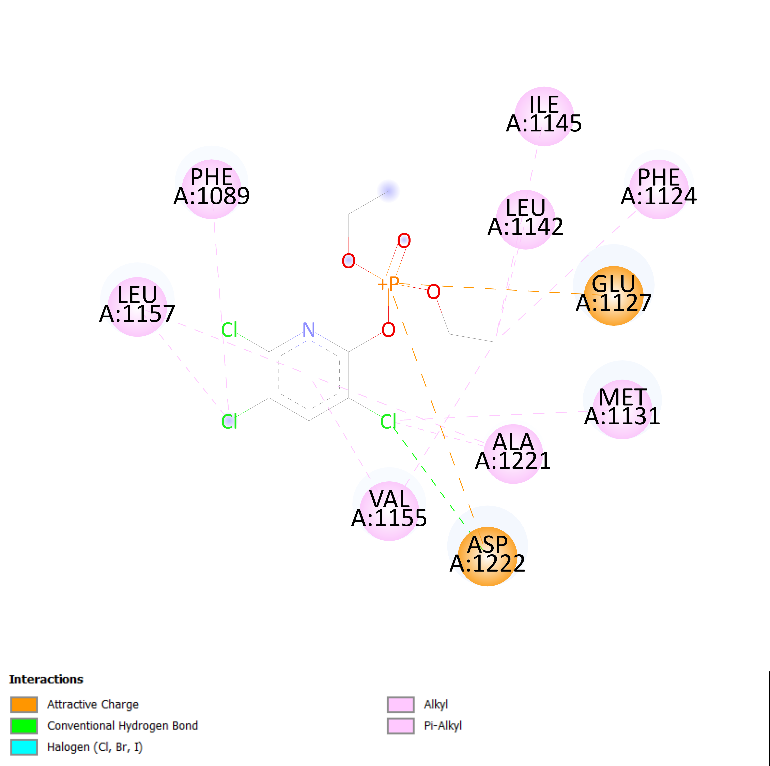 ILE
A:1145
PHE
A:1089
PHE
A:1124
LEU
A:1142
O
O
+P
O
GLU
A:1127
LEU
A:1157
Cl
N
O
MET
A:1131
Cl
Cl
ALA
A:1221
VAL
A:1155
ASP
A:1222
Interactions
Attractive Charge
Conventional Hydrogen Bond
Halogen (Cl, Br, I)
Alkyl
Pi-Alkyl